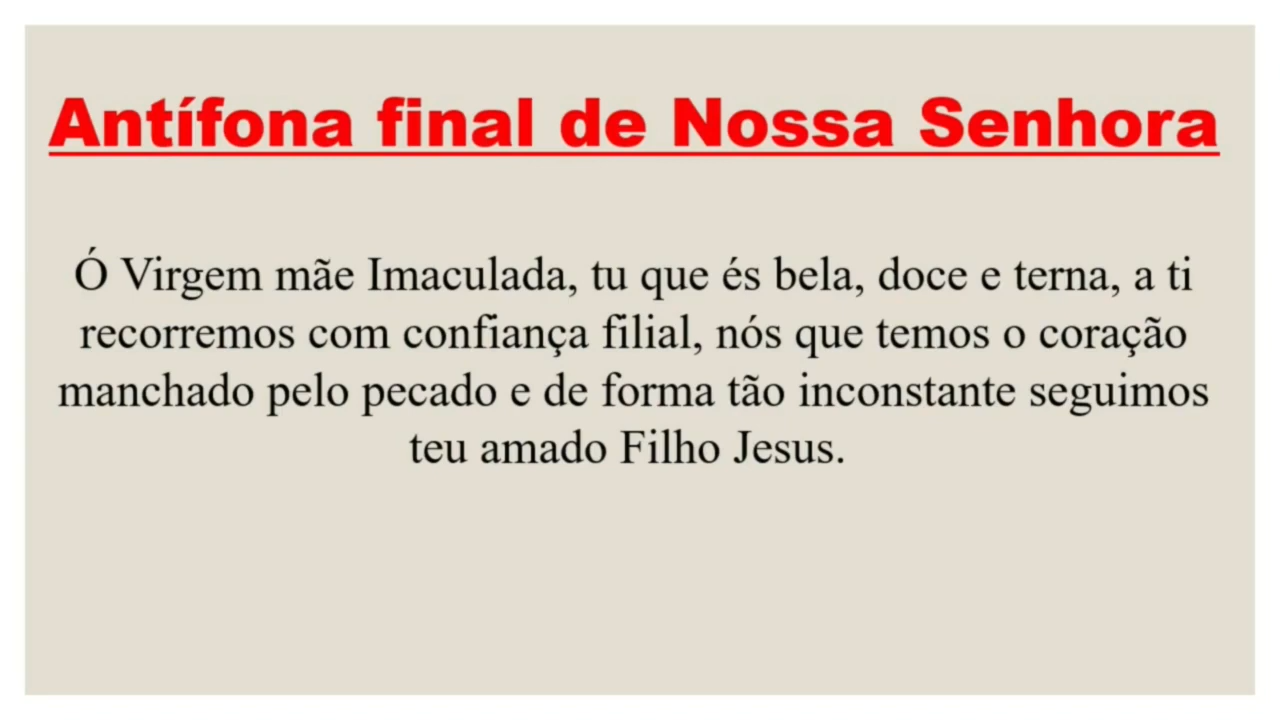 Antífona final de Nossa Senhora
Ó Virgem mãe Imaculada, tu que és bela, doce e terna, a ti
recorremos com confiança filial, nós que temos o coração
manchado pelo pecado e de forma tão inconstante seguimos
teu amado Filho Jesus.